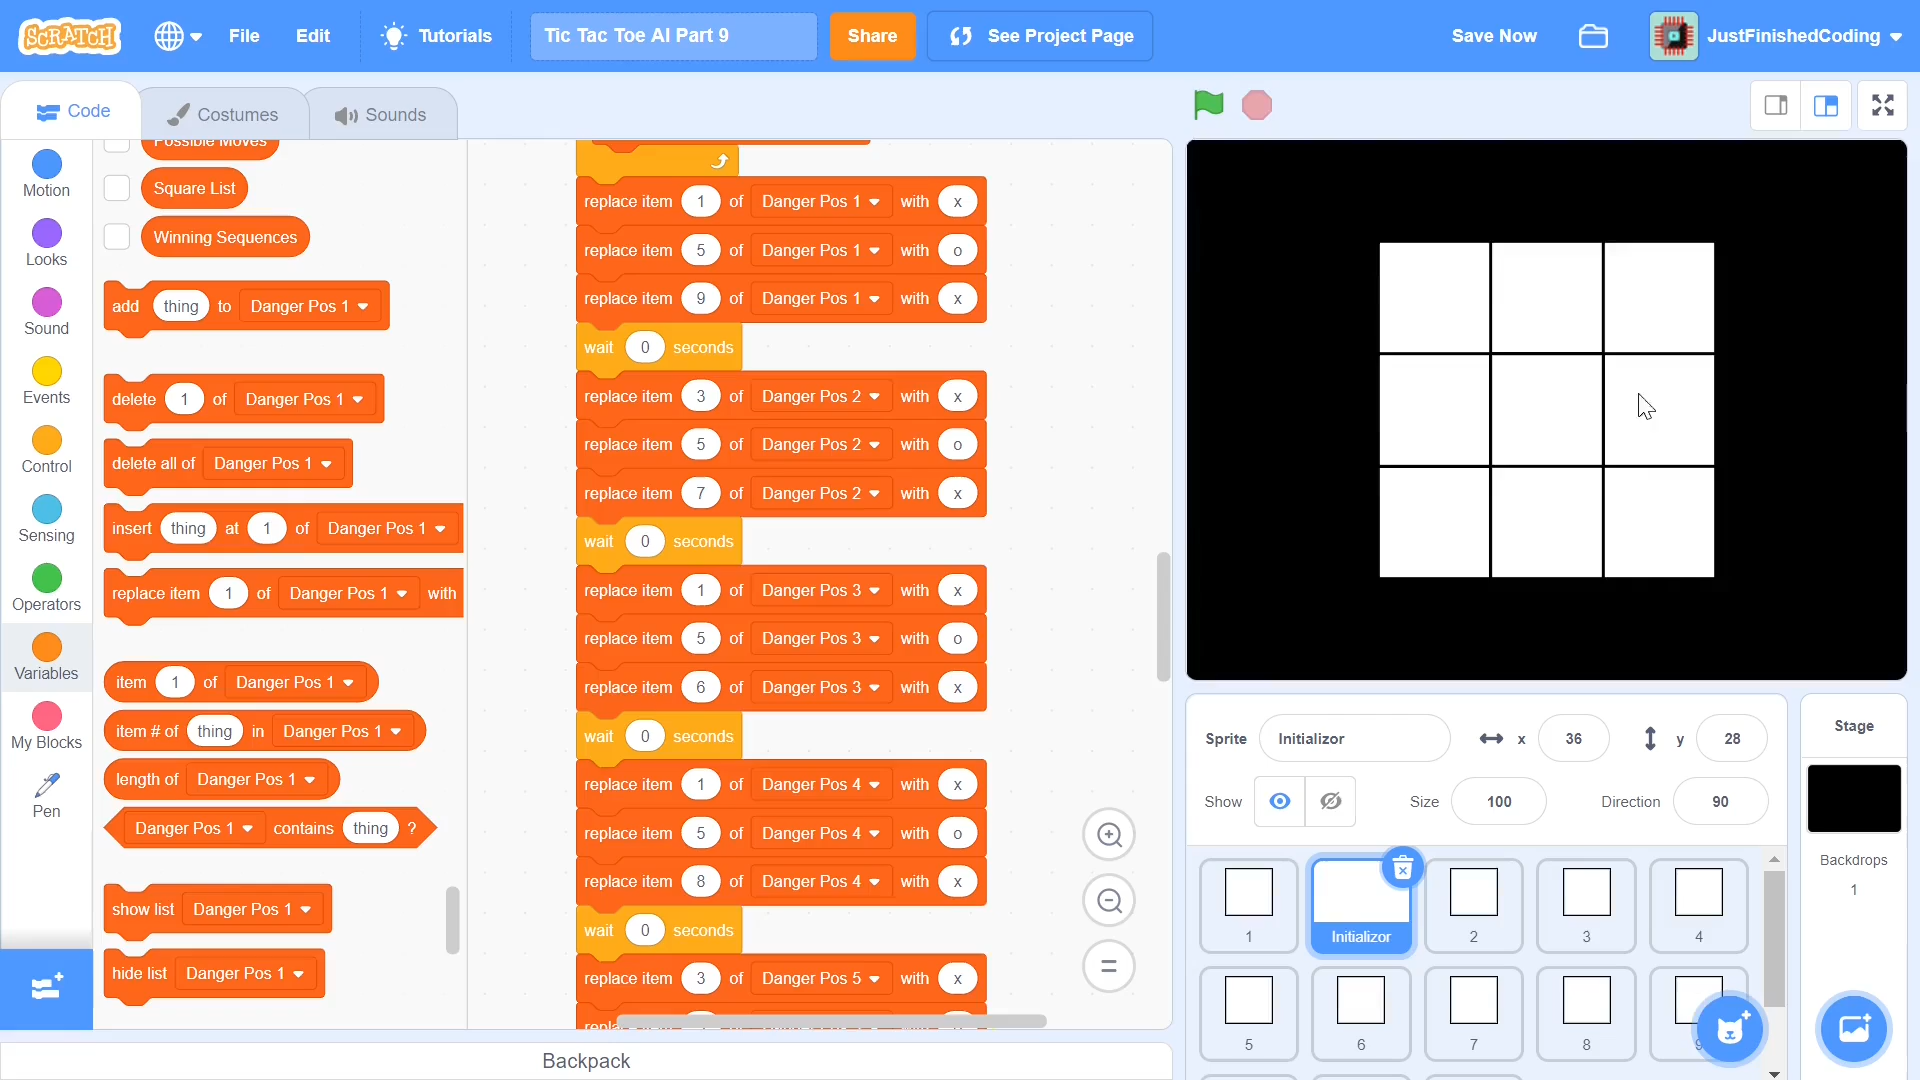 SCRATCH File Edit Tutorials Tic Tac Toe AI Part 9 Share See Project Page Save Now JustFinishedCoding
Code Costumes Sounds
Motion
Looks
Sound
Events
Control
Sensing
Operators
Variables
My Blocks
Pen
Possible Moves
Square List
Winning Sequences
add thing to Danger Pos 1
delete 1 of Danger Pos 1
delete all of Danger Pos 1
insert thing at 1 of Danger Pos 1
replace item 1 of Danger Pos 1 with
item 1 of Danger Pos 1
item # of thing in Danger Pos 1
length of Danger Pos 1
Danger Pos 1 contains thing ?
show list Danger Pos 1
hide list Danger Pos 1
replace item 1 of Danger Pos 1 with x
replace item 5 of Danger Pos 1 with o
replace item 9 of Danger Pos 1 with x
wait 0 seconds
replace item 3 of Danger Pos 2 with x
replace item 5 of Danger Pos 2 with o
replace item 7 of Danger Pos 2 with x
wait 0 seconds
replace item 1 of Danger Pos 3 with x
replace item 5 of Danger Pos 3 with o
replace item 6 of Danger Pos 3 with x
wait 0 seconds
replace item 1 of Danger Pos 4 with x
replace item 5 of Danger Pos 4 with o
replace item 8 of Danger Pos 4 with x
wait 0 seconds
replace item 3 of Danger Pos 5 with x
Backpack
Sprite Initializor x 36 y 28
Show Size 100 Direction 90
1 Initializor 2 3 4
5 6 7 8 9
Stage
Backdrops
1